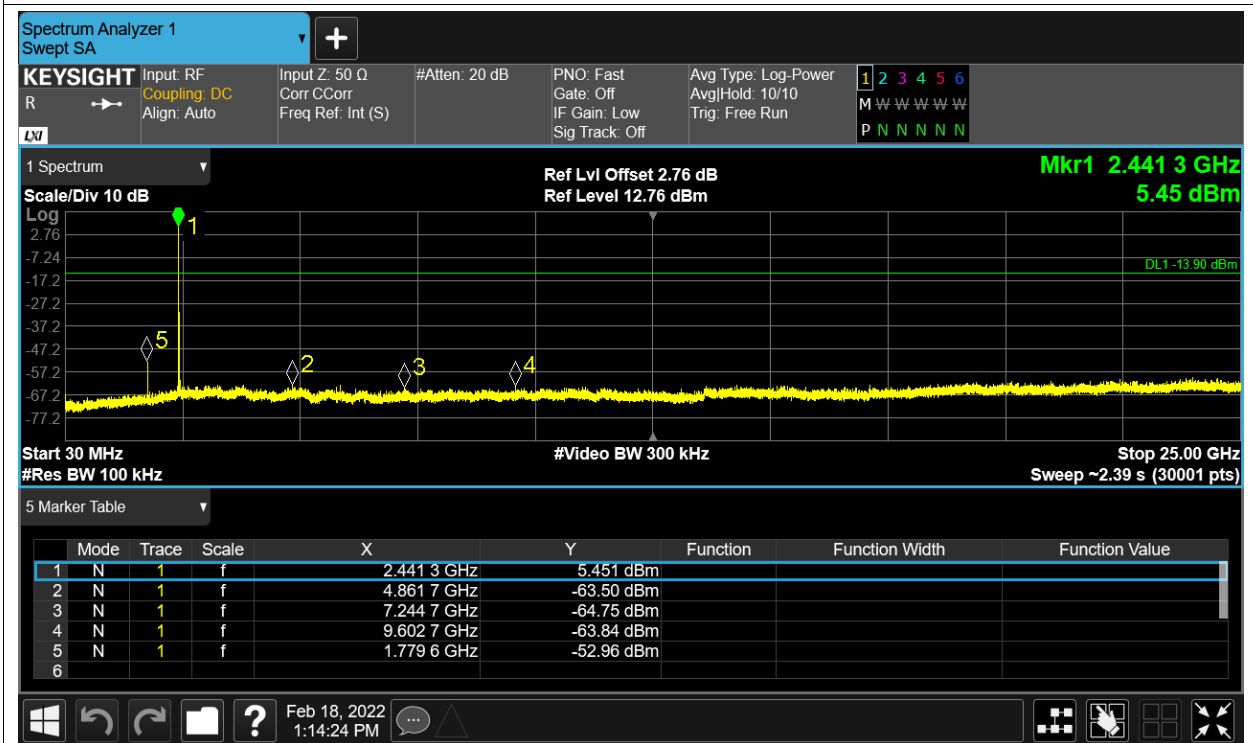 Spectrum Analyzer 1
Swept SA
+
KEYSIGHT Input: RF Input Z: 50 Ω #Atten: 20 dB PNO: Fast Avg Type: Log-Power 1 2 3 4 5 6
R Coupling: DC Corr CCorr Gate: Off Avg|Hold: 10/10 M W W W W W
Align: Auto Freq Ref: Int (S) IF Gain: Low Trig: Free Run
LXI Sig Track: Off P N N N N N
1 Spectrum Ref Lvl Offset 2.76 dB Mkr1 2.441 3 GHz
Scale/Div 10 dB Ref Level 12.76 dBm 5.45 dBm
Log
1
2.76
-7.24
DL1 -13.90 dBm
-17.2
-27.2
-37.2
5
-47.2
2 3 4
-57.2
-67.2
-77.2
Start 30 MHz #Video BW 300 kHz Stop 25.00 GHz
#Res BW 100 kHz Sweep ~2.39 s (30001 pts)
5 Marker Table
Mode Trace Scale X Y Function Function Width Function Value
1 N 1 f 2.441 3 GHz 5.451 dBm
2 N 1 f 4.861 7 GHz -63.50 dBm
3 N 1 f 7.244 7 GHz -64.75 dBm
4 N 1 f 9.602 7 GHz -63.84 dBm
5 N 1 f 1.779 6 GHz -52.96 dBm
6
? Feb 18, 2022
1:14:24 PM